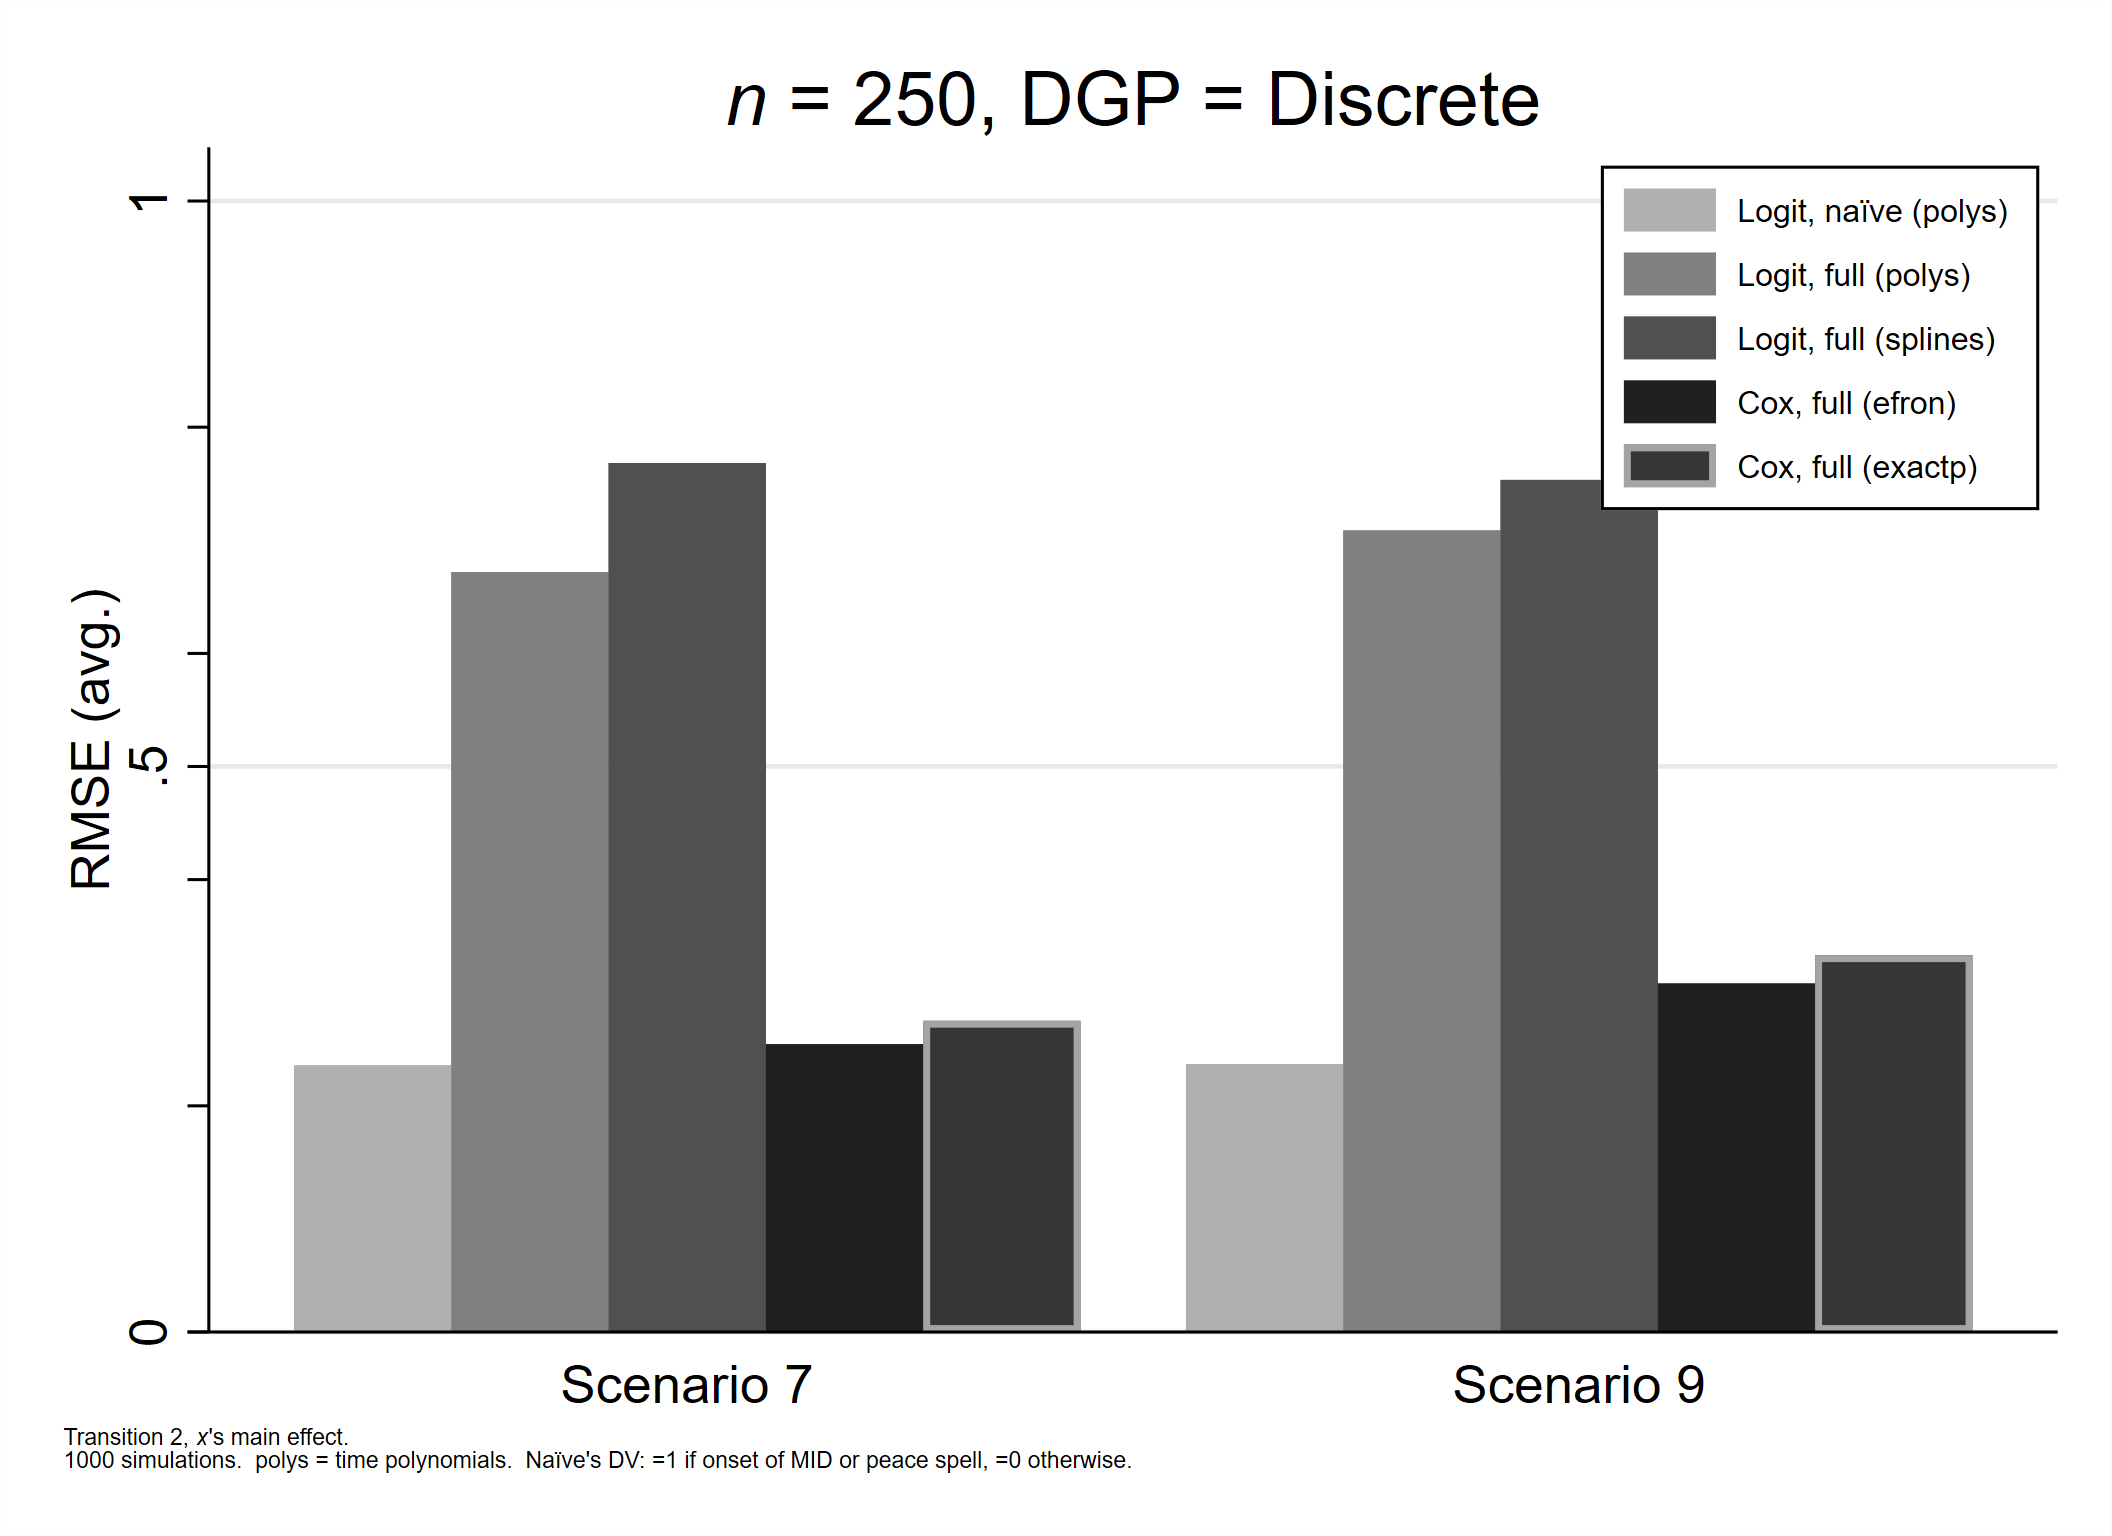 n = 250, DGP = Discrete
1
.5
0
RMSE (avg.)
Logit, naïve (polys)
Logit, full (polys)
Logit, full (splines)
Cox, full (efron)
Cox, full (exactp)
Scenario 7
Scenario 9
Transition 2, x's main effect.
1000 simulations.  polys = time polynomials.  Naïve's DV: =1 if onset of MID or peace spell, =0 otherwise.